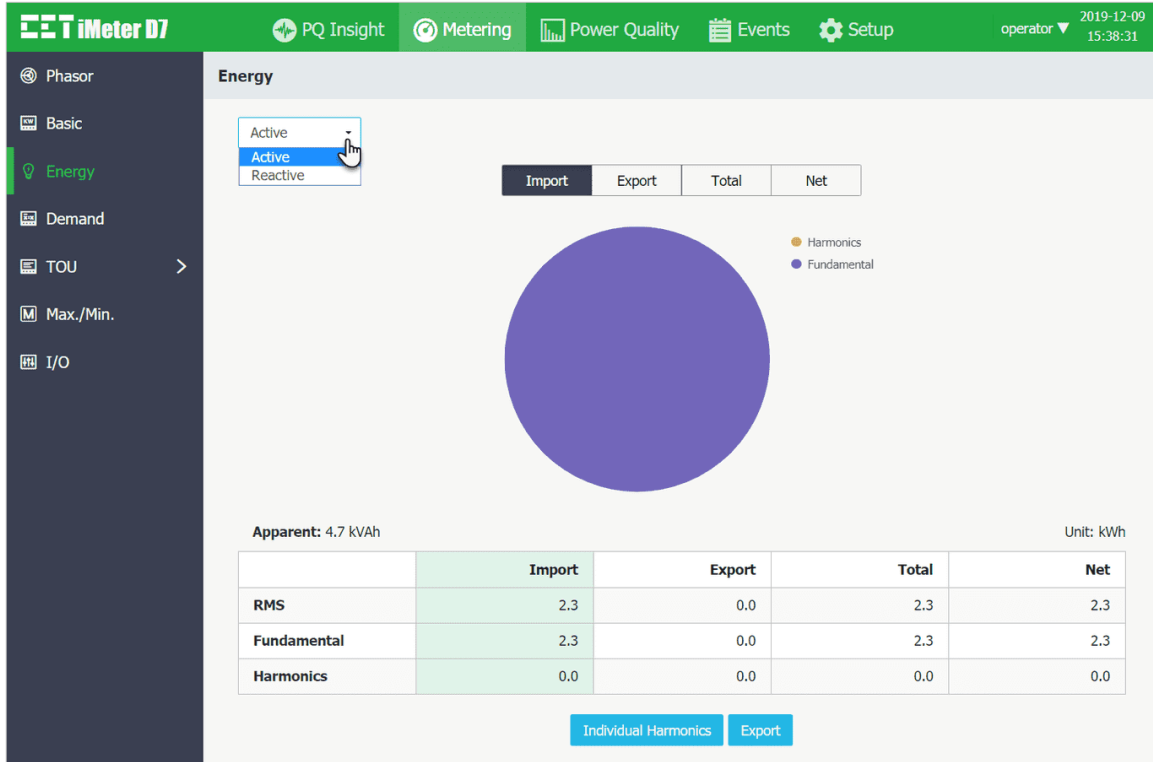 CET iMeter D7
PQ Insight
Metering
Power Quality
Events
Setup
operator ▼
2019-12-09
15:38:31
Phasor
Basic
Energy
Demand
TOU
Max./Min.
I/O
Energy
Active
Active
Reactive
Import Export Total Net
Harmonics
Fundamental
Apparent: 4.7 kVAh
Unit: kWh
Import Export Total Net
RMS 2.3 0.0 2.3 2.3
Fundamental 2.3 0.0 2.3 2.3
Harmonics 0.0 0.0 0.0 0.0
Individual Harmonics Export